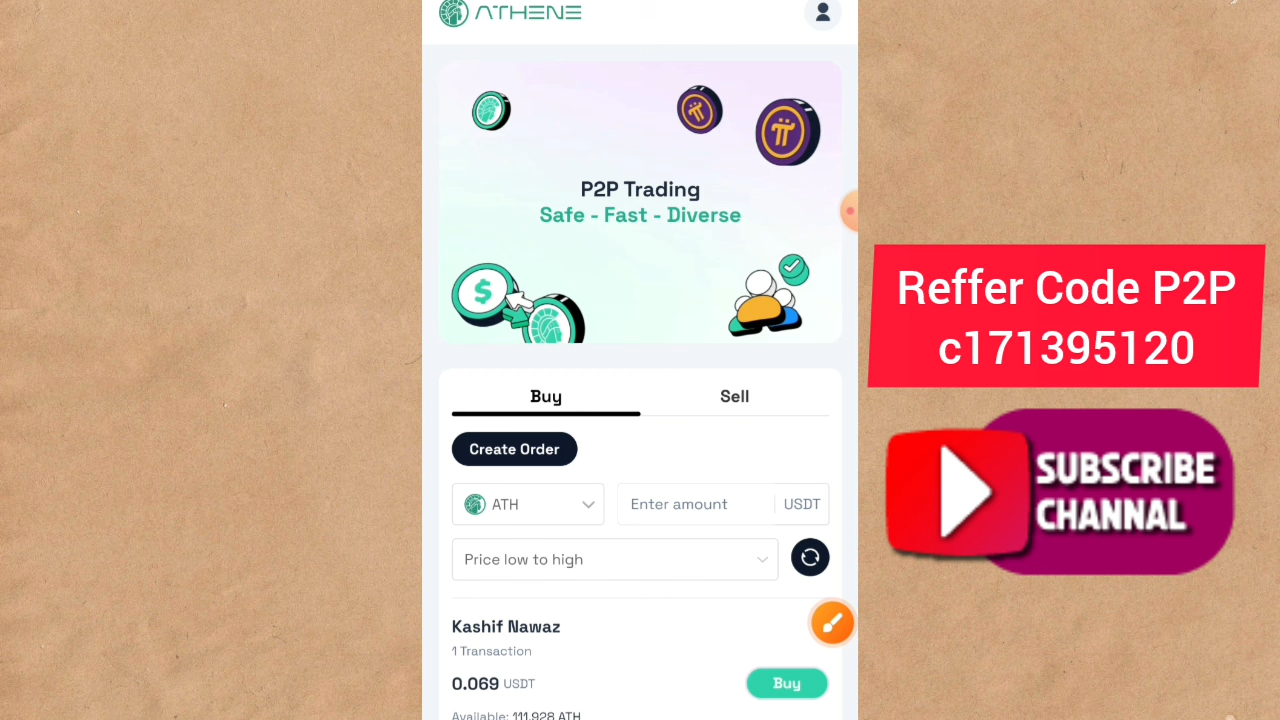 ATHENE
P2P Trading
Safe - Fast - Diverse
Buy
Sell
Create Order
ATH
Enter amount
USDT
Price low to high
Kashif Nawaz
1 Transaction
0.069 USDT
Buy
Available: 111.928 ATH
Reffer Code P2P
c171395120
SUBSCRIBE
CHANNAL